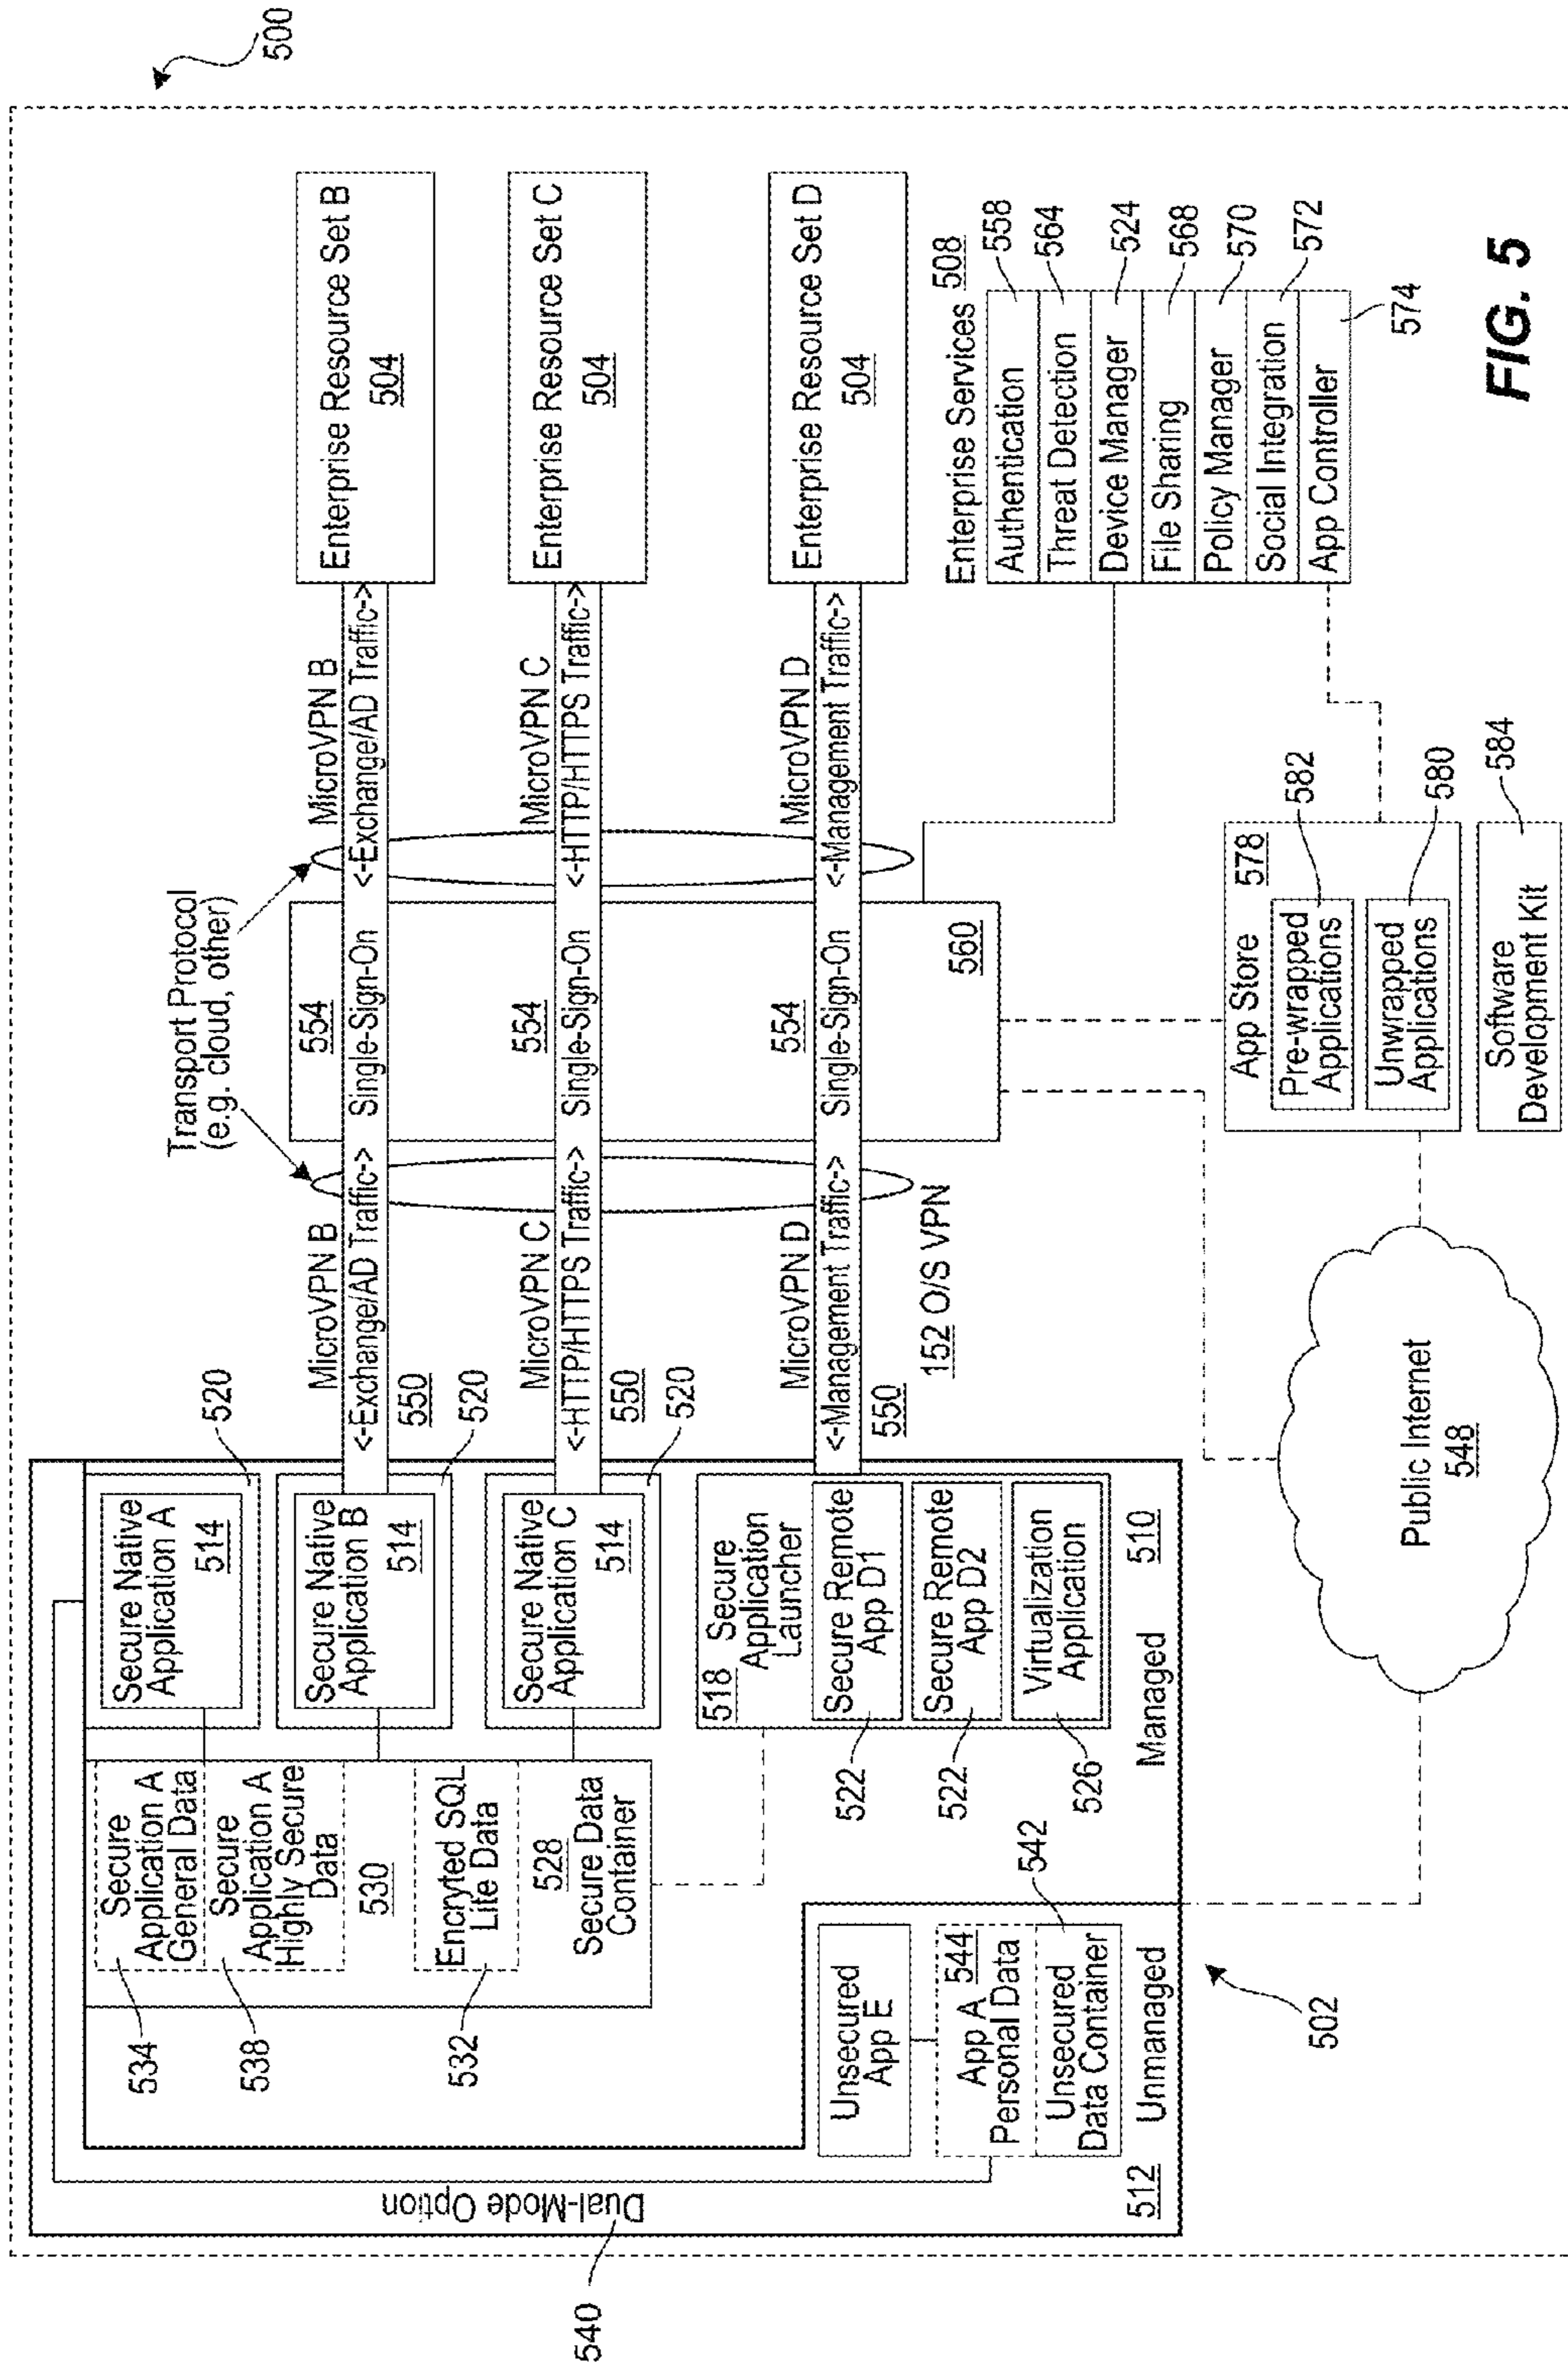 500
Transport Protocol
(e.g. cloud, other)
520
Secure Native
Application A
514
Secure
Application A
General Data
534
Secure
Application A
Highly Secure
Data
538
530
Encryted SQL
Lite Data
532
528
Secure Data
Container
Secure Native
Application B
514
520
550
MicroVPN B
<-Exchange/AD Traffic->
554
Single-Sign-On
MicroVPN B
<-Exchange/AD Traffic->
Enterprise Resource Set B
504
Secure Native
Application C
514
520
550
MicroVPN C
<-HTTP/HTTPS Traffic->
554
Single-Sign-On
MicroVPN C
<-HTTP/HTTPS Traffic->
Enterprise Resource Set C
504
518 Secure
Application
Launcher
Secure Remote
App D1
522
Secure Remote
App D2
522
Virtualization
Application
526
550
MicroVPN D
<-Management Traffic->
554
Single-Sign-On
MicroVPN D
<-Management Traffic->
Enterprise Resource Set D
504
152 O/S VPN
560
Managed
510
Dual-Mode Option
540
Unsecured
App E
544
App A
Personal Data
542
Unsecured
Data Container
512
Unmanaged
502
Enterprise Services 508
Authentication
558
Threat Detection
564
Device Manager
524
File Sharing
568
Policy Manager
570
Social Integration
572
App Controller
574
Public Internet
548
App Store 578
Pre-wrapped
Applications
582
Unwrapped
Applications
580
Software
Development Kit
584
FIG. 5